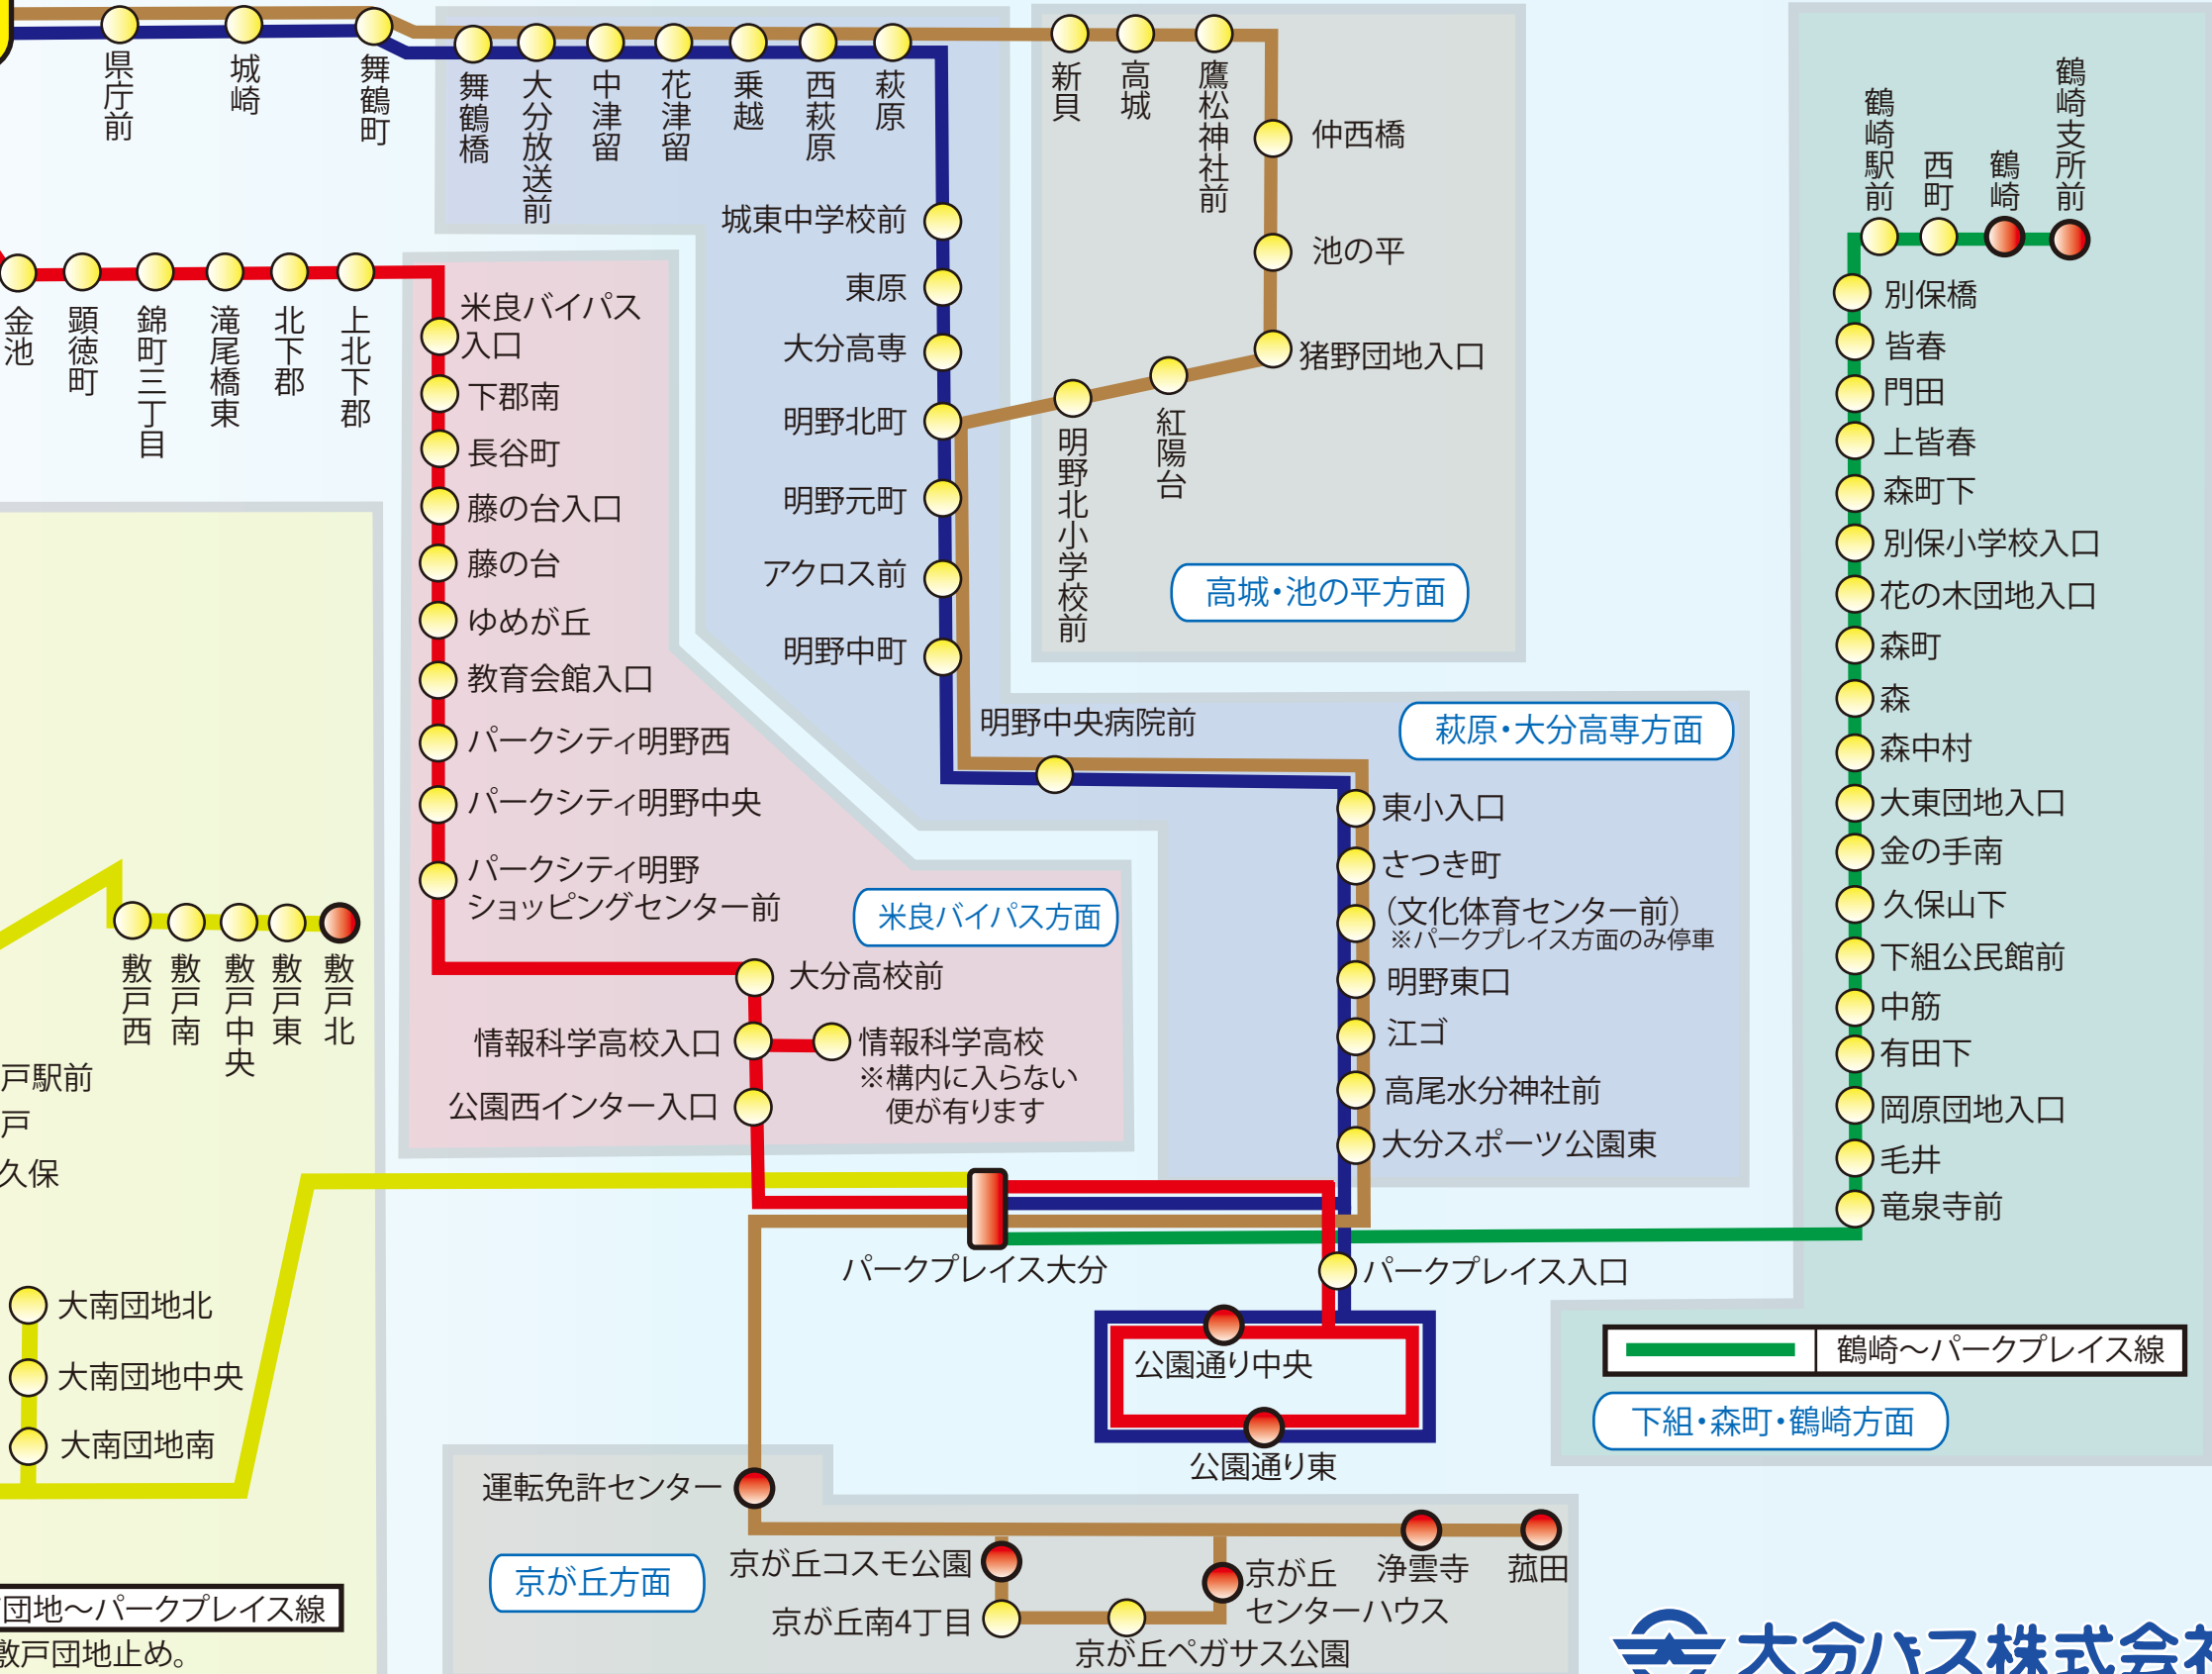 県庁前
城崎
舞鶴町
舞鶴橋
大分放送前
中津留
花津留
乗越
西萩原
萩原
新貝
高城
鷹松神社前
仲西橋
池の平
猪野団地入口
紅陽台
明野北小学校前
高城・池の平方面
鶴崎駅前
西町
鶴崎
鶴崎支所前
城東中学校前
東原
大分高専
明野北町
明野元町
アクロス前
明野中町
明野中央病院前
萩原・大分高専方面
東小入口
さつき町
（文化体育センター前）
※パークプレイス方面のみ停車
明野東口
江ゴ
高尾水分神社前
大分スポーツ公園東
金池
顕徳町
錦町三丁目
滝尾橋東
北下郡
上北下郡
米良バイパス
入口
下郡南
長谷町
藤の台入口
藤の台
ゆめが丘
教育会館入口
パークシティ明野西
パークシティ明野中央
パークシティ明野
ショッピングセンター前
米良バイパス方面
大分高校前
情報科学高校入口
情報科学高校
※構内に入らない
便が有ります
公園西インター入口
別保橋
皆春
門田
上皆春
森町下
別保小学校入口
花の木団地入口
森町
森
森中村
大東団地入口
金の手南
久保山下
下組公民館前
中筋
有田下
岡原団地入口
毛井
竜泉寺前
鶴崎～パークプレイス線
下組・森町・鶴崎方面
敷戸西
敷戸南
敷戸中央
敷戸東
敷戸北
戸駅前
戸
久保
大南団地北
大南団地中央
大南団地南
団地～パークプレイス線
敷戸団地止め。
パークプレイス大分
パークプレイス入口
公園通り中央
公園通り東
運転免許センター
京が丘方面
京が丘コスモ公園
京が丘南4丁目
京が丘ペガサス公園
京が丘
センターハウス
浄雲寺
菰田
大分バス株式会社